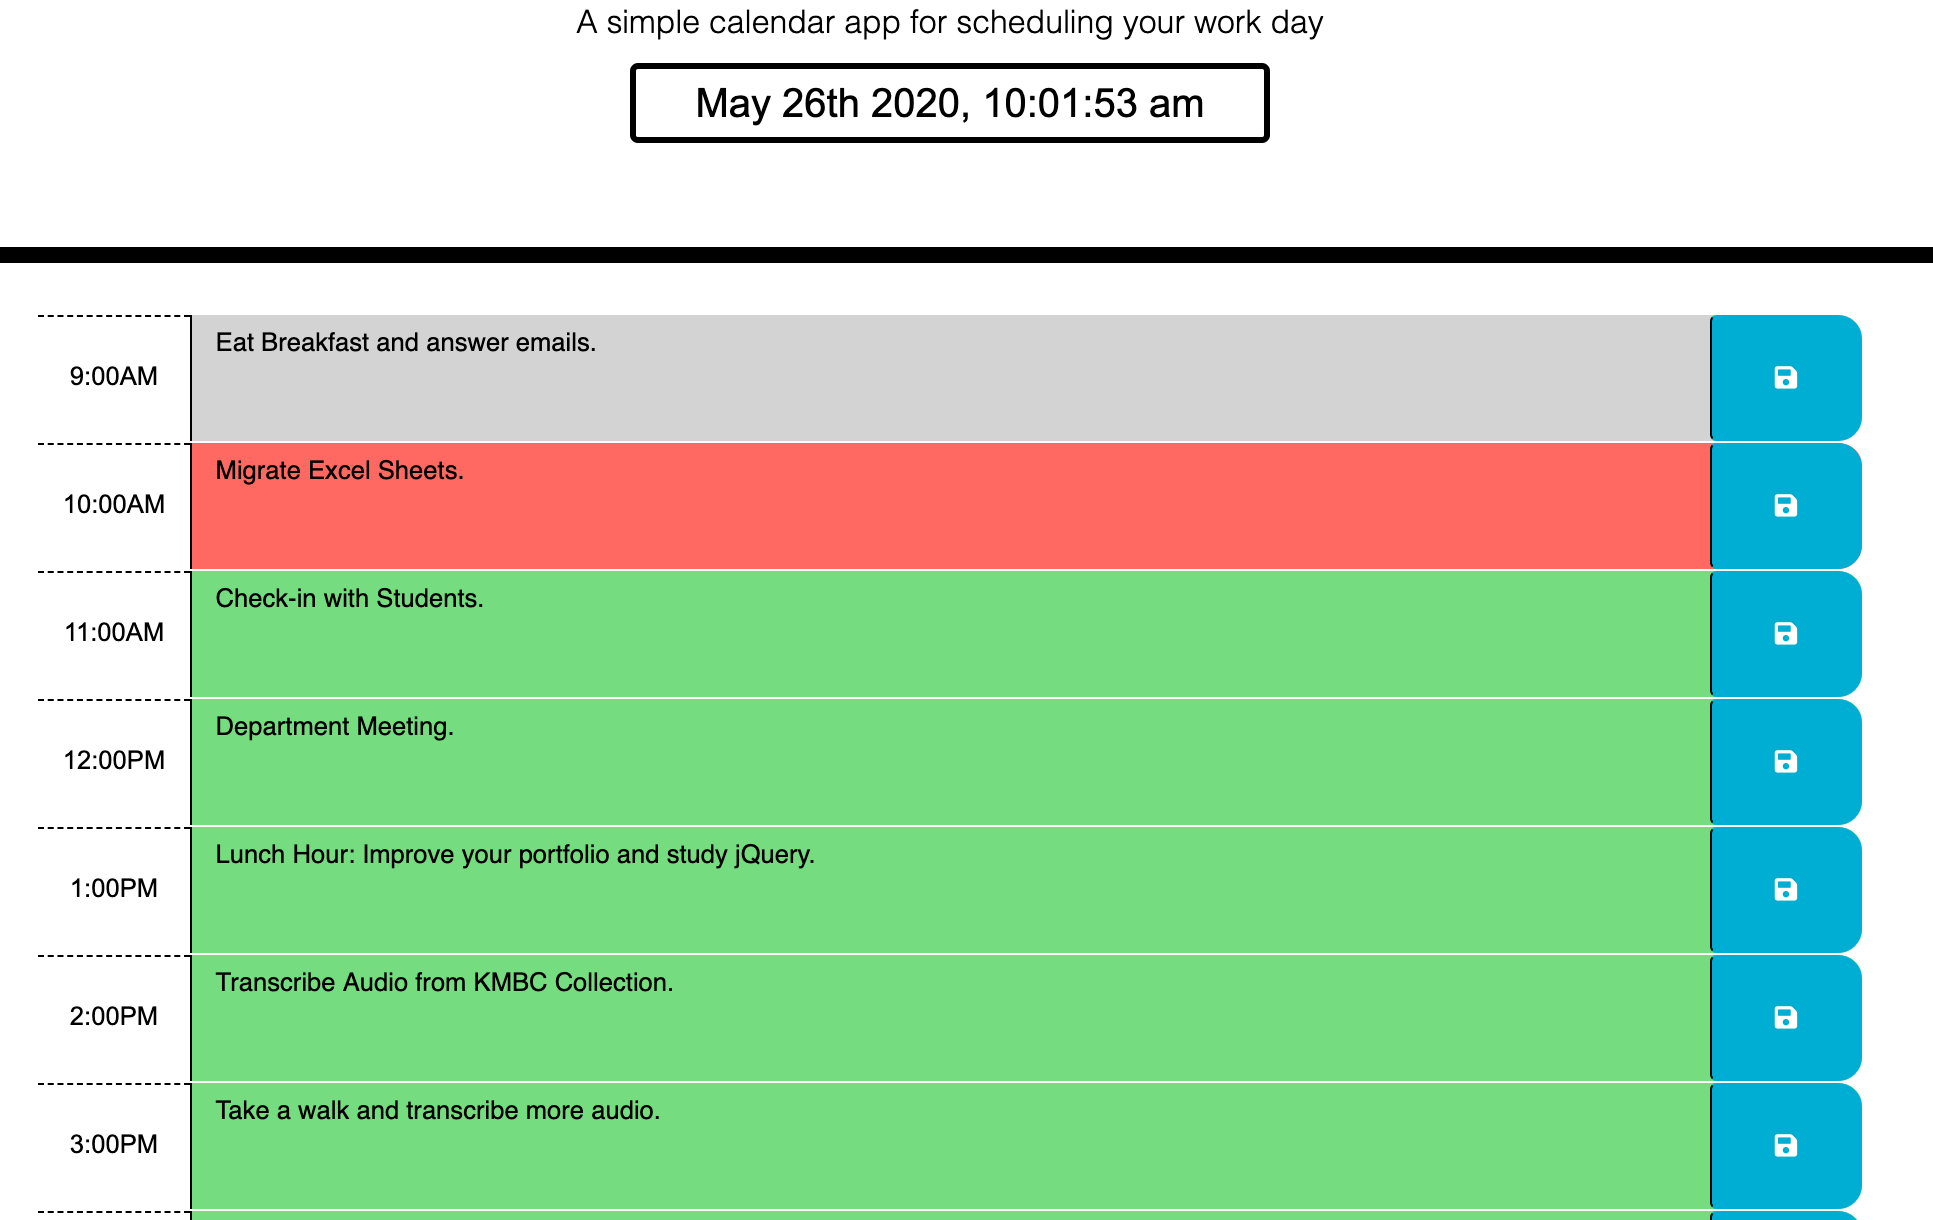 A simple calendar app for scheduling your work day
May 26th 2020, 10:01:53 am
9:00AM
Eat Breakfast and answer emails.
10:00AM
Migrate Excel Sheets.
11:00AM
Check-in with Students.
12:00PM
Department Meeting.
1:00PM
Lunch Hour: Improve your portfolio and study jQuery.
2:00PM
Transcribe Audio from KMBC Collection.
3:00PM
Take a walk and transcribe more audio.